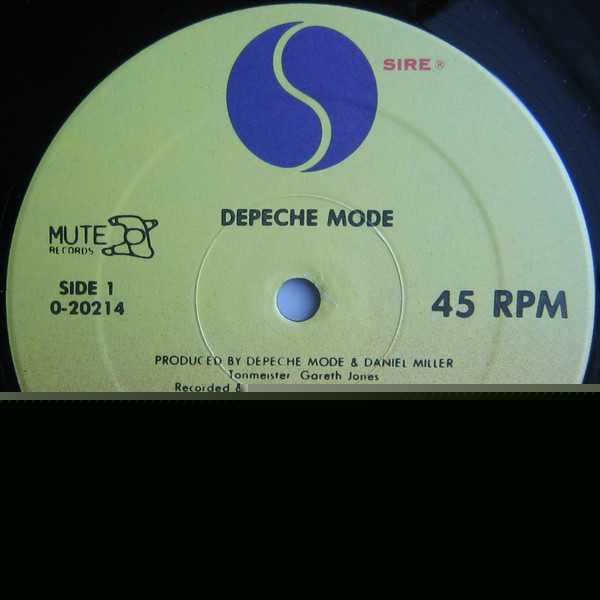 SIRE®
DEPECHE MODE
MUTE
RECORDS
SIDE 1
0-20214
45 RPM
PRODUCED BY DEPECHE MODE & DANIEL MILLER
Tonmeister Gareth Jones
Recorded &